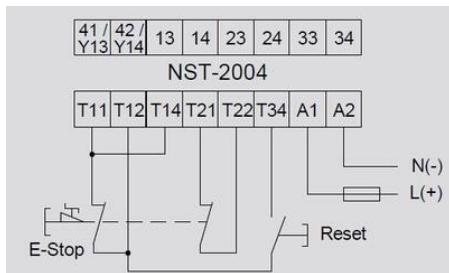 41 / 42 / 13 14 23 24 33 34
Y13 Y14
NST-2004
T11 T12 T14 T21 T22 T34 A1 A2
N(-)
L(+)
Reset
E-Stop